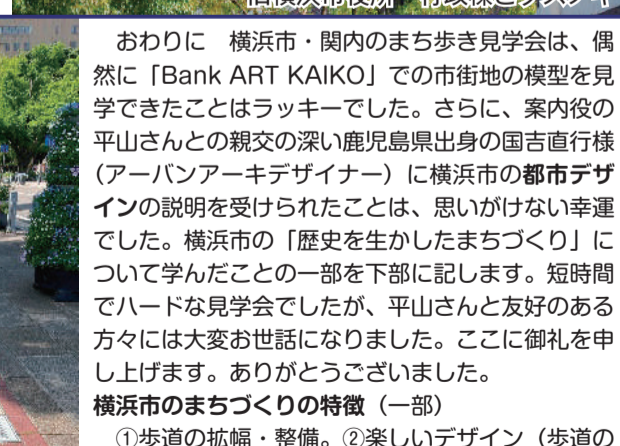 おわりに　横浜市・関内のまち歩き見学会は、偶
然に「Bank ART KAIKO」での市街地の模型を見
学できたことはラッキーでした。さらに、案内役の
平山さんとの親交の深い鹿児島県出身の国吉直行様
（アーバンアーキデザイナー）に横浜市の都市デザ
インの説明を受けられたことは、思いがけない幸運
でした。横浜市の「歴史を生かしたまちづくり」に
ついて学んだことの一部を下部に記します。短時間
でハードな見学会でしたが、平山さんと友好のある
方々には大変お世話になりました。ここに御礼を申
し上げます。ありがとうございました。
横浜市のまちづくりの特徴（一部）
①歩道の拡幅・整備。②楽しいデザイン（歩道の